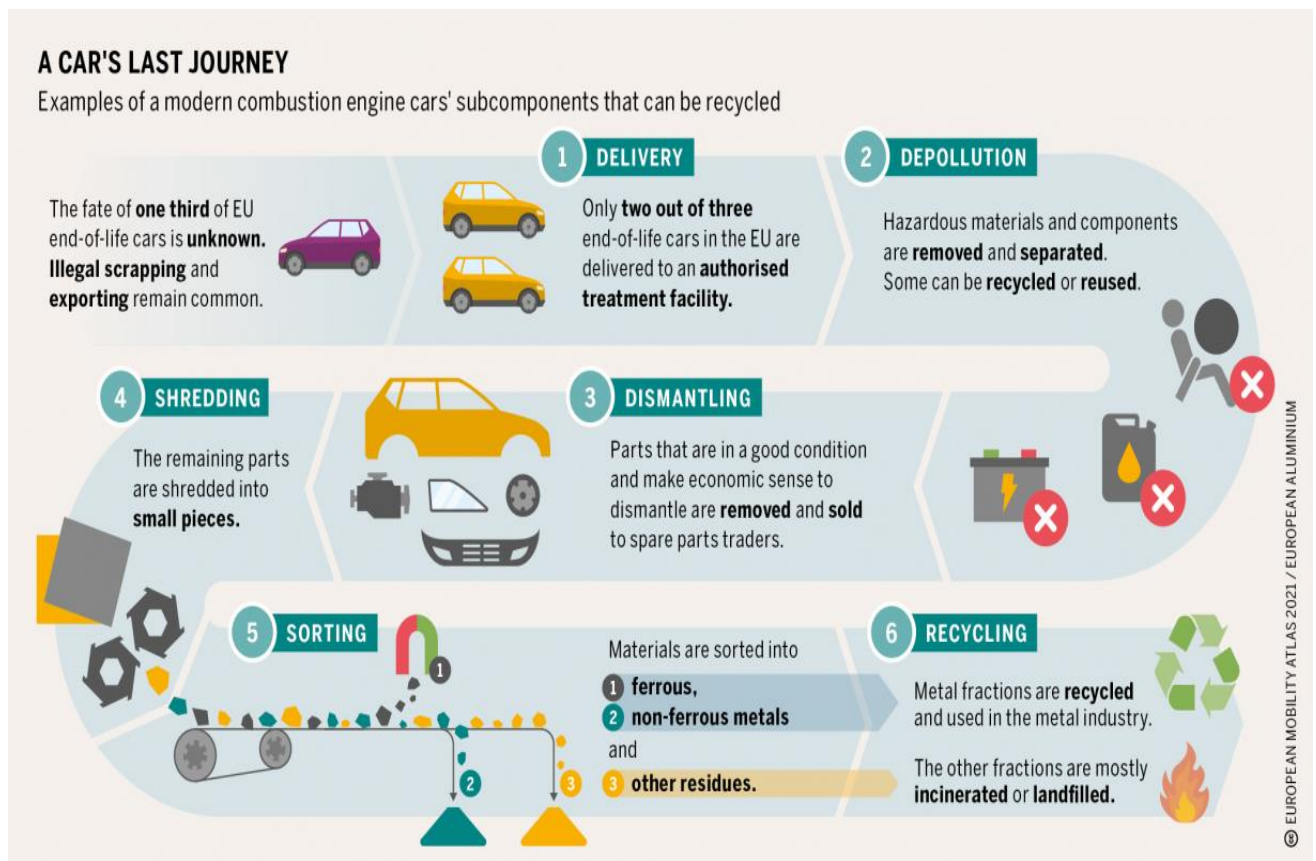 A CAR'S LAST JOURNEY
Examples of a modern combustion engine cars' subcomponents that can be recycled
The fate of one third of EU
end-of-life cars is unknown.
Illegal scrapping and
exporting remain common.
1 DELIVERY
Only two out of three
end-of-life cars in the EU are
delivered to an authorised
treatment facility.
2 DEPOLLUTION
Hazardous materials and components
are removed and separated.
Some can be recycled or reused.
3 DISMANTLING
Parts that are in a good condition
and make economic sense to
dismantle are removed and sold
to spare parts traders.
4 SHREDDING
The remaining parts
are shredded into
small pieces.
5 SORTING
1
2
3
Materials are sorted into
1 ferrous,
2 non-ferrous metals
and
3 other residues.
6 RECYCLING
Metal fractions are recycled
and used in the metal industry.
The other fractions are mostly
incinerated or landfilled.
cc EUROPEAN MOBILITY ATLAS 2021 / EUROPEAN ALUMINIUM